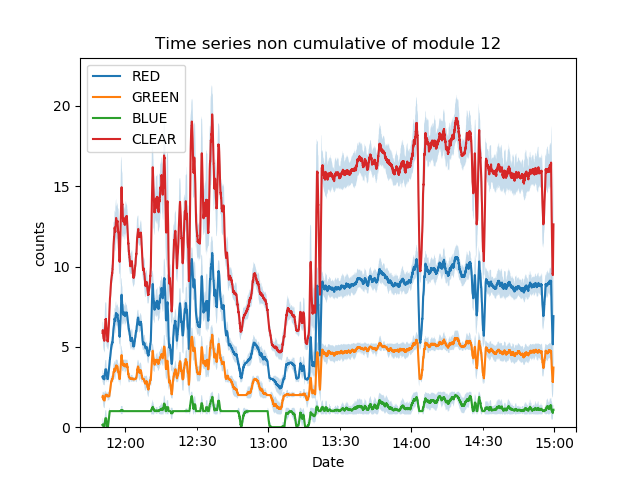 Time series non cumulative of module 12
RED
GREEN
BLUE
CLEAR
20
15
10
5
0
counts
12:00 12:30 13:00 13:30 14:00 14:30 15:00
Date